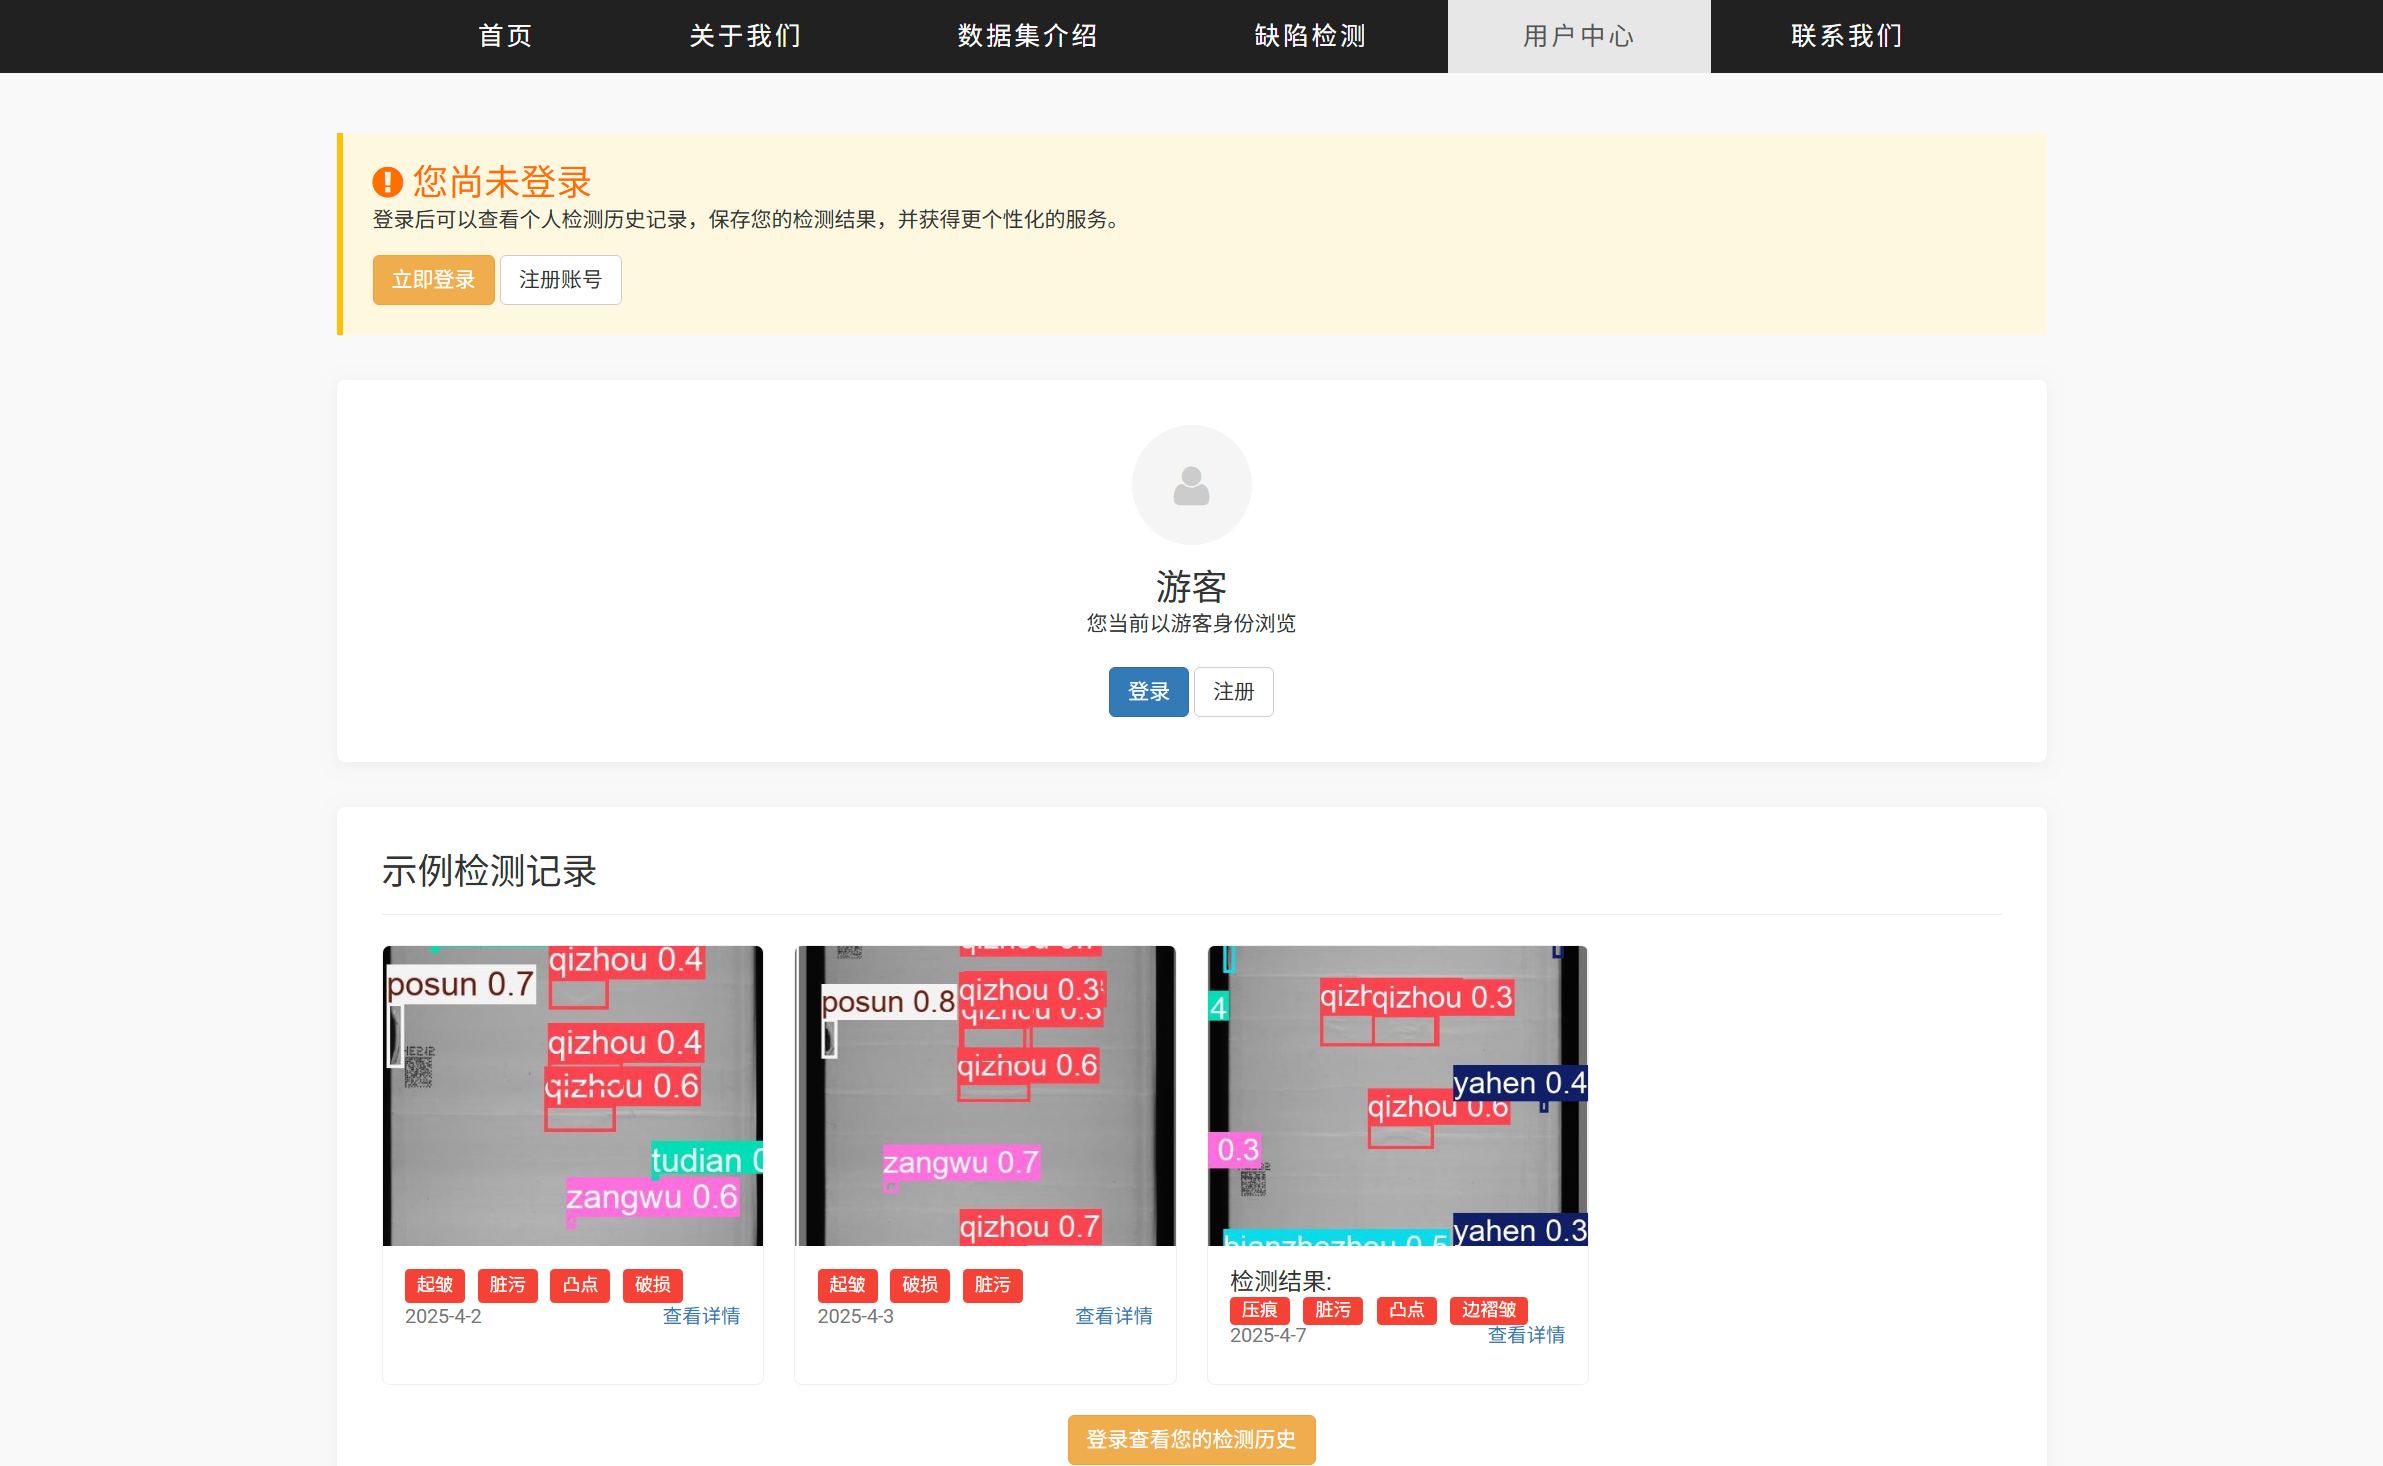 首页 关于我们 数据集介绍 缺陷检测 用户中心 联系我们
您尚未登录
登录后可以查看个人检测历史记录，保存您的检测结果，并获得更个性化的服务。
立即登录 注册账号
游客
您当前以游客身份浏览
登录 注册
示例检测记录
qizhou 0.4
posun 0.7
qizhou 0.4
qizhou 0.6
tudian
zangwu 0.6
起皱 脏污 凸点 破损
2025-4-2 查看详情
qizhou 0.3
posun 0.8
qizhou 0.6
zangwu 0.7
qizhou 0.7
起皱 破损 脏污
2025-4-3 查看详情
qizhou 0.3
4
yahen 0.4
qizhou 0.6
0.3
yahen 0.3
bianzhezhou 0.5
检测结果:
压痕 脏污 凸点 边褶皱
2025-4-7 查看详情
登录查看您的检测历史